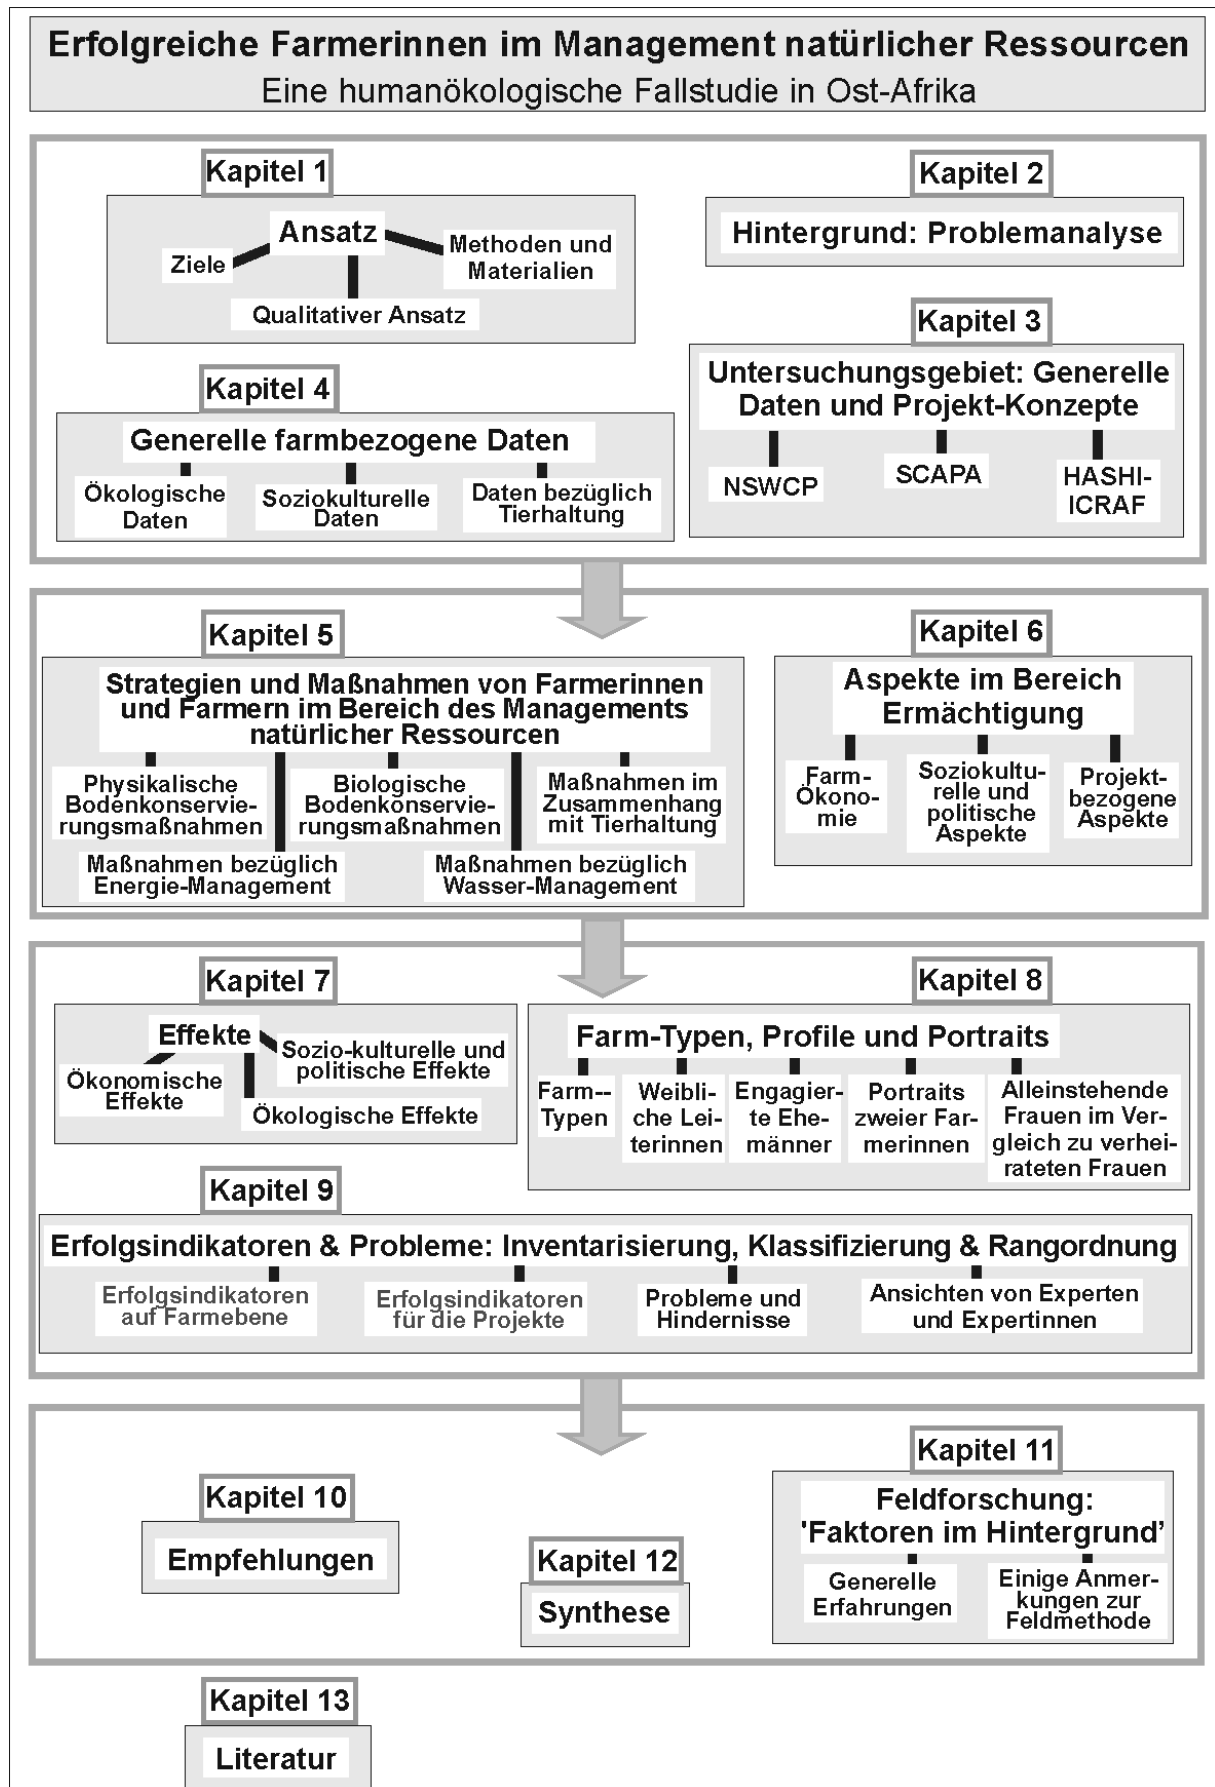 Erfolgreiche Farmerinnen im Management natürlicher Ressourcen
Eine humanökologische Fallstudie in Ost-Afrika
Kapitel 1
Ansatz
Ziele
Methoden und
Materialien
Qualitativer Ansatz
Kapitel 2
Hintergrund: Problemanalyse
Kapitel 3
Untersuchungsgebiet: Generelle
Daten und Projekt-Konzepte
NSWCP
SCAPA
HASHI-
ICRAF
Kapitel 4
Generelle farmbezogene Daten
Ökologische
Daten
Soziokulturelle
Daten
Daten bezüglich
Tierhaltung
Kapitel 5
Strategien und Maßnahmen von Farmerinnen
und Farmern im Bereich des Managements
natürlicher Ressourcen
Physikalische
Bodenkonservie-
rungsmaßnahmen
Biologische
Bodenkonservie-
rungsmaßnahmen
Maßnahmen im
Zusammenhang
mit Tierhaltung
Maßnahmen bezüglich
Energie-Management
Maßnahmen bezüglich
Wasser-Management
Kapitel 6
Aspekte im Bereich
Ermächtigung
Farm-
Ökono-
mie
Soziokultu-
relle und
politische
Aspekte
Projekt-
bezogene
Aspekte
Kapitel 7
Effekte
Ökonomische
Effekte
Sozio-kulturelle und
politische Effekte
Ökologische Effekte
Kapitel 8
Farm-Typen, Profile und Portraits
Farm--
Typen
Weibli-
che Lei-
terinnen
Engagier-
te Ehe-
männer
Portraits
zweier Far-
merinnen
Alleinstehende
Frauen im Ver-
gleich zu verhei-
rateten Frauen
Kapitel 9
Erfolgsindikatoren & Probleme: Inventarisierung, Klassifizierung & Rangordnung
Erfolgsindikatoren
auf Farmebene
Erfolgsindikatoren
für die Projekte
Probleme und
Hindernisse
Ansichten von Experten
und Expertinnen
Kapitel 10
Empfehlungen
Kapitel 11
Feldforschung:
'Faktoren im Hintergrund’
Generelle
Erfahrungen
Einige Anmer-
kungen zur
Feldmethode
Kapitel 12
Synthese
Kapitel 13
Literatur